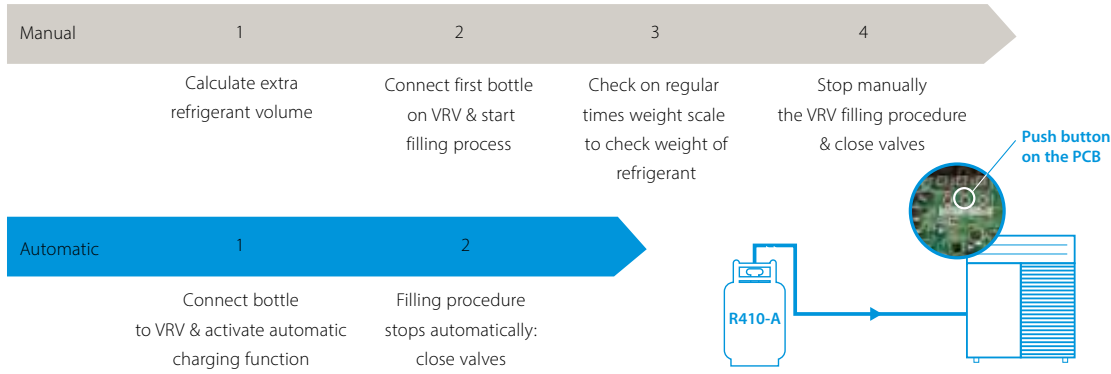 Manual 1 2 3 4
Calculate extra
refrigerant volume
Connect first bottle
on VRV & start
filling process
Check on regular
times weight scale
to check weight of
refrigerant
Stop manually
the VRV filling procedure
& close valves
Push button
on the PCB
Automatic 1 2
Connect bottle
to VRV & activate automatic
charging function
Filling procedure
stops automatically:
close valves
R410-A